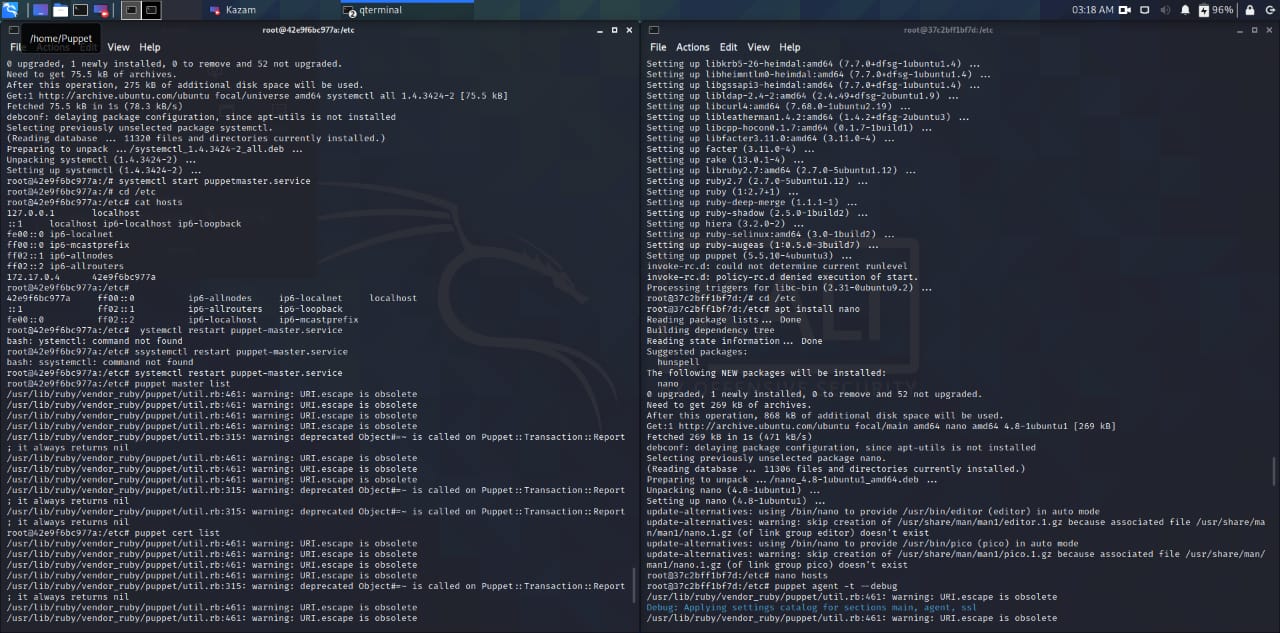 Kazam
qterminal
2
03:18 AM
96%
root@42e9f6bc977a:/etc
/home/Puppet
File Actions Edit View Help
0 upgraded, 1 newly installed, 0 to remove and 52 not upgraded.
Need to get 75.5 kB of archives.
After this operation, 275 kB of additional disk space will be used.
Get:1 http://archive.ubuntu.com/ubuntu focal/universe amd64 systemctl all 1.4.3424-2 [75.5 kB]
Fetched 75.5 kB in 1s (78.3 kB/s)
debconf: delaying package configuration, since apt-utils is not installed
Selecting previously unselected package systemctl.
(Reading database ... 11320 files and directories currently installed.)
Preparing to unpack .../systemctl_1.4.3424-2_all.deb ...
Unpacking systemctl (1.4.3424-2) ...
Setting up systemctl (1.4.3424-2) ...
root@42e9f6bc977a:/# systemctl start puppetmaster.service
root@42e9f6bc977a:/# cd /etc
root@42e9f6bc977a:/etc# cat hosts
127.0.0.1 localhost
::1 localhost ip6-localhost ip6-loopback
fe00::0 ip6-localnet
ff00::0 ip6-mcastprefix
ff02::1 ip6-allnodes
ff02::2 ip6-allrouters
172.17.0.4 42e9f6bc977a
root@42e9f6bc977a:/etc#
42e9f6bc977a ff00::0 ip6-allnodes ip6-localnet localhost
::1 ff02::1 ip6-allrouters ip6-loopback
fe00::0 ff02::2 ip6-localhost ip6-mcastprefix
root@42e9f6bc977a:/etc# ystemctl restart puppet-master.service
bash: ystemctl: command not found
root@42e9f6bc977a:/etc# ssystemctl restart puppet-master.service
bash: ssystemctl: command not found
root@42e9f6bc977a:/etc# systemctl restart puppet-master.service
root@42e9f6bc977a:/etc# puppet master list
/usr/lib/ruby/vendor_ruby/puppet/util.rb:461: warning: URI.escape is obsolete
/usr/lib/ruby/vendor_ruby/puppet/util.rb:461: warning: URI.escape is obsolete
/usr/lib/ruby/vendor_ruby/puppet/util.rb:461: warning: URI.escape is obsolete
/usr/lib/ruby/vendor_ruby/puppet/util.rb:461: warning: URI.escape is obsolete
/usr/lib/ruby/vendor_ruby/puppet/util.rb:315: warning: deprecated Object#=~ is called on Puppet::Transaction::Report
; it always returns nil
/usr/lib/ruby/vendor_ruby/puppet/util.rb:461: warning: URI.escape is obsolete
/usr/lib/ruby/vendor_ruby/puppet/util.rb:461: warning: URI.escape is obsolete
/usr/lib/ruby/vendor_ruby/puppet/util.rb:461: warning: URI.escape is obsolete
/usr/lib/ruby/vendor_ruby/puppet/util.rb:315: warning: deprecated Object#=~ is called on Puppet::Transaction::Report
; it always returns nil
/usr/lib/ruby/vendor_ruby/puppet/util.rb:315: warning: deprecated Object#=~ is called on Puppet::Transaction::Report
; it always returns nil
root@42e9f6bc977a:/etc# puppet cert list
/usr/lib/ruby/vendor_ruby/puppet/util.rb:461: warning: URI.escape is obsolete
/usr/lib/ruby/vendor_ruby/puppet/util.rb:461: warning: URI.escape is obsolete
/usr/lib/ruby/vendor_ruby/puppet/util.rb:461: warning: URI.escape is obsolete
/usr/lib/ruby/vendor_ruby/puppet/util.rb:461: warning: URI.escape is obsolete
/usr/lib/ruby/vendor_ruby/puppet/util.rb:315: warning: deprecated Object#=~ is called on Puppet::Transaction::Report
; it always returns nil
/usr/lib/ruby/vendor_ruby/puppet/util.rb:461: warning: URI.escape is obsolete
/usr/lib/ruby/vendor_ruby/puppet/util.rb:461: warning: URI.escape is obsolete
root@37c2bff1bf7d:/etc
File Actions Edit View Help
Setting up libkrb5-26-heimdal:amd64 (7.7.0+dfsg-1ubuntu1.4) ...
Setting up libheimntlm0-heimdal:amd64 (7.7.0+dfsg-1ubuntu1.4) ...
Setting up libgssapi3-heimdal:amd64 (7.7.0+dfsg-1ubuntu1.4) ...
Setting up libldap-2.4-2:amd64 (2.4.49+dfsg-2ubuntu1.9) ...
Setting up libcurl4:amd64 (7.68.0-1ubuntu2.19) ...
Setting up libleatherman1.4.2:amd64 (1.4.2+dfsg-2ubuntu3) ...
Setting up libcpp-hocon0.1.7:amd64 (0.1.7-1build1) ...
Setting up libfacter3.11.0:amd64 (3.11.0-4) ...
Setting up facter (3.11.0-4) ...
Setting up rake (13.0.1-4) ...
Setting up libruby2.7:amd64 (2.7.0-5ubuntu1.12) ...
Setting up ruby2.7 (2.7.0-5ubuntu1.12) ...
Setting up ruby (1:2.7+1) ...
Setting up ruby-deep-merge (1.1.1-1) ...
Setting up ruby-shadow (2.5.0-1build2) ...
Setting up hiera (3.2.0-2) ...
Setting up ruby-selinux:amd64 (3.0-1build2) ...
Setting up ruby-augeas (1:0.5.0-3build7) ...
Setting up puppet (5.5.10-4ubuntu3) ...
invoke-rc.d: could not determine current runlevel
invoke-rc.d: policy-rc.d denied execution of start.
Processing triggers for libc-bin (2.31-0ubuntu9.2) ...
root@37c2bff1bf7d:/# cd /etc
root@37c2bff1bf7d:/etc# apt install nano
Reading package lists... Done
Building dependency tree
Reading state information... Done
Suggested packages:
hunspell
The following NEW packages will be installed:
nano
0 upgraded, 1 newly installed, 0 to remove and 52 not upgraded.
Need to get 269 kB of archives.
After this operation, 868 kB of additional disk space will be used.
Get:1 http://archive.ubuntu.com/ubuntu focal/main amd64 nano amd64 4.8-1ubuntu1 [269 kB]
Fetched 269 kB in 1s (471 kB/s)
debconf: delaying package configuration, since apt-utils is not installed
Selecting previously unselected package nano.
(Reading database ... 11306 files and directories currently installed.)
Preparing to unpack .../nano_4.8-1ubuntu1_amd64.deb ...
Unpacking nano (4.8-1ubuntu1) ...
Setting up nano (4.8-1ubuntu1) ...
update-alternatives: using /bin/nano to provide /usr/bin/editor (editor) in auto mode
update-alternatives: warning: skip creation of /usr/share/man/man1/editor.1.gz because associated file /usr/share/ma
n/man1/nano.1.gz (of link group editor) doesn't exist
update-alternatives: using /bin/nano to provide /usr/bin/pico (pico) in auto mode
update-alternatives: warning: skip creation of /usr/share/man/man1/pico.1.gz because associated file /usr/share/man/
man1/nano.1.gz (of link group pico) doesn't exist
root@37c2bff1bf7d:/etc# nano hosts
root@37c2bff1bf7d:/etc# puppet agent -t --debug
/usr/lib/ruby/vendor_ruby/puppet/util.rb:461: warning: URI.escape is obsolete
Debug: Applying settings catalog for sections main, agent, ssl
/usr/lib/ruby/vendor_ruby/puppet/util.rb:461: warning: URI.escape is obsolete